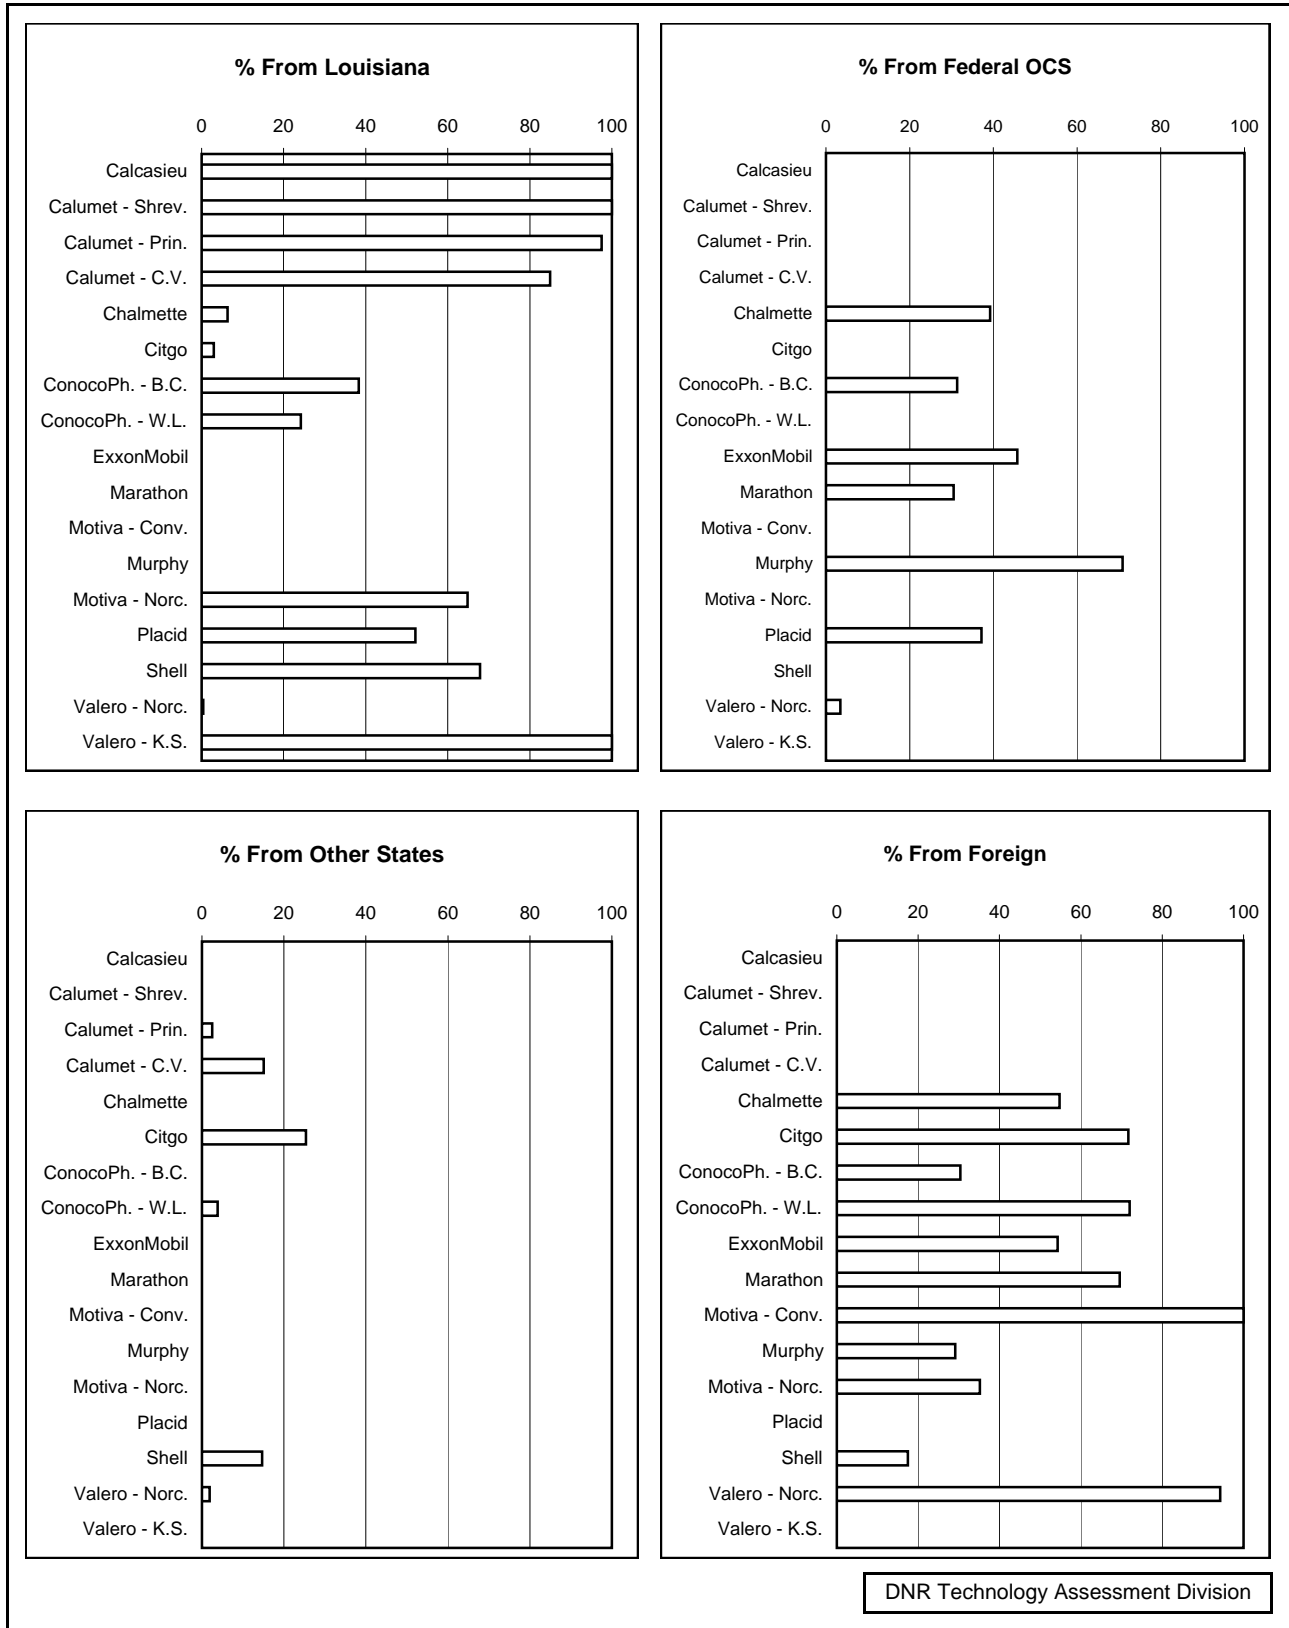 % From Louisiana
0 20 40 60 80 100
Calcasieu
Calumet - Shrev.
Calumet - Prin.
Calumet - C.V.
Chalmette
Citgo
ConocoPh. - B.C.
ConocoPh. - W.L.
ExxonMobil
Marathon
Motiva - Conv.
Murphy
Motiva - Norc.
Placid
Shell
Valero - Norc.
Valero - K.S.
% From Federal OCS
0 20 40 60 80 100
Calcasieu
Calumet - Shrev.
Calumet - Prin.
Calumet - C.V.
Chalmette
Citgo
ConocoPh. - B.C.
ConocoPh. - W.L.
ExxonMobil
Marathon
Motiva - Conv.
Murphy
Motiva - Norc.
Placid
Shell
Valero - Norc.
Valero - K.S.
% From Other States
0 20 40 60 80 100
Calcasieu
Calumet - Shrev.
Calumet - Prin.
Calumet - C.V.
Chalmette
Citgo
ConocoPh. - B.C.
ConocoPh. - W.L.
ExxonMobil
Marathon
Motiva - Conv.
Murphy
Motiva - Norc.
Placid
Shell
Valero - Norc.
Valero - K.S.
% From Foreign
0 20 40 60 80 100
Calcasieu
Calumet - Shrev.
Calumet - Prin.
Calumet - C.V.
Chalmette
Citgo
ConocoPh. - B.C.
ConocoPh. - W.L.
ExxonMobil
Marathon
Motiva - Conv.
Murphy
Motiva - Norc.
Placid
Shell
Valero - Norc.
Valero - K.S.
DNR Technology Assessment Division